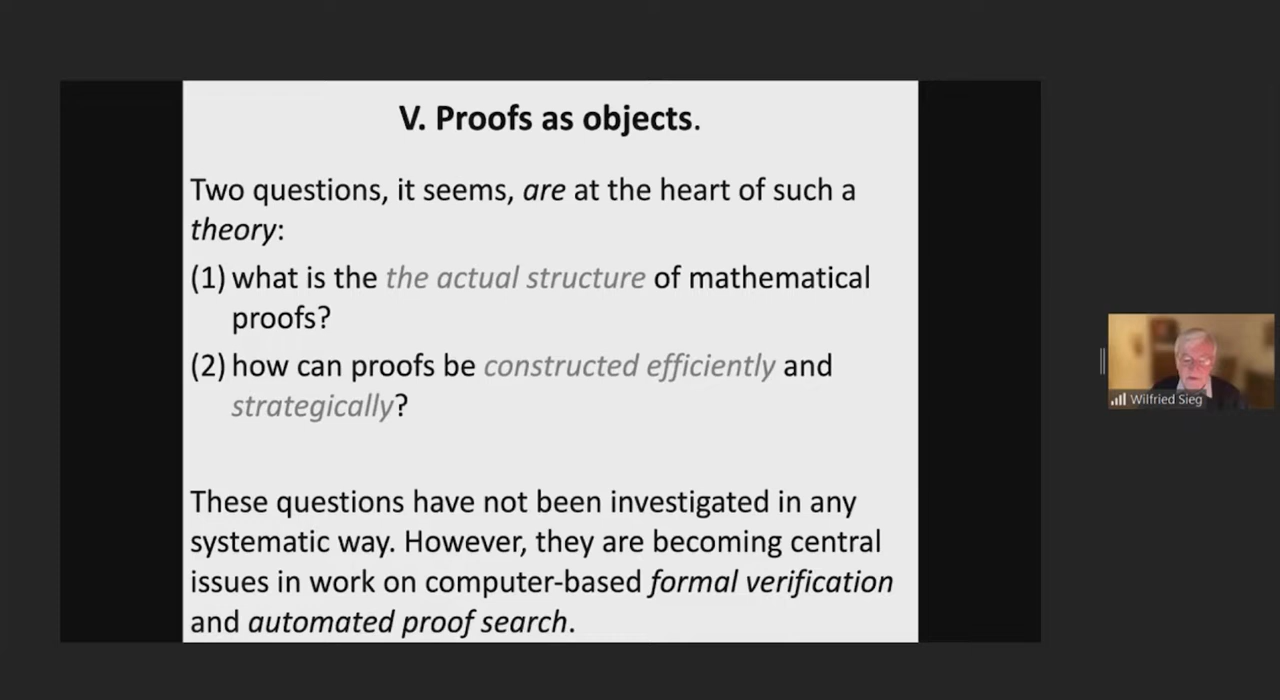 V. Proofs as objects.
Two questions, it seems, are at the heart of such a
theory:
(1) what is the the actual structure of mathematical
proofs?
(2) how can proofs be constructed efficiently and
strategically?
These questions have not been investigated in any
systematic way. However, they are becoming central
issues in work on computer-based formal verification
and automated proof search.
Wilfried Sieg